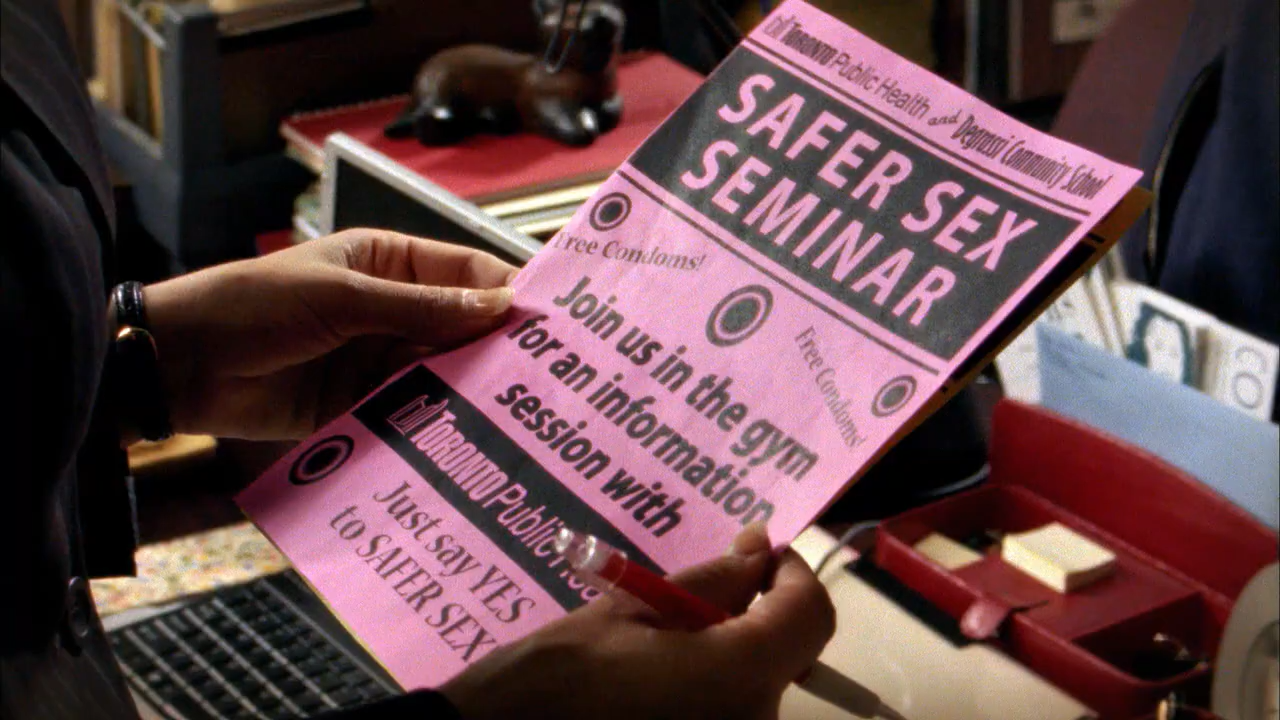 TORONTO Public Health and Degrassi Community School
SAFER SEX
SEMINAR
Free Condoms!
Free Condoms!
Join us in the gym
for an information
session with
TORONTO Public
Just say YES
to SAFER SEX!
CO